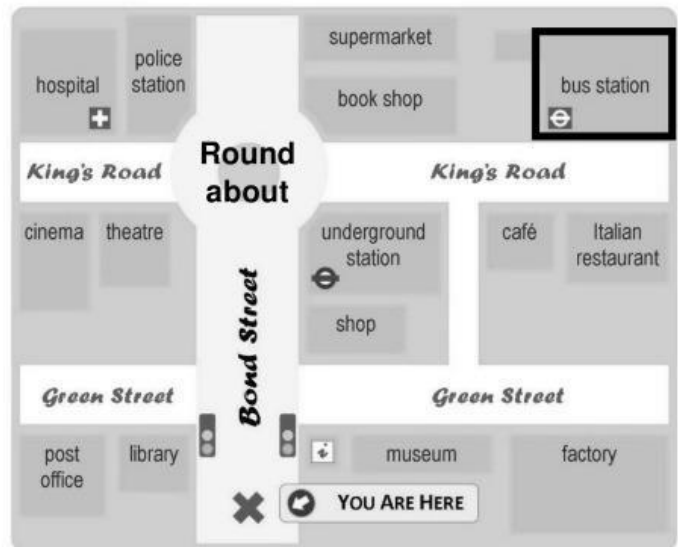 supermarket
police
station
hospital
book shop
bus station
King's Road
Round
about
King's Road
cinema
theatre
underground
station
café
Italian
restaurant
Bond Street
shop
Green Street
Green Street
post
office
library
i
museum
factory
YOU ARE HERE